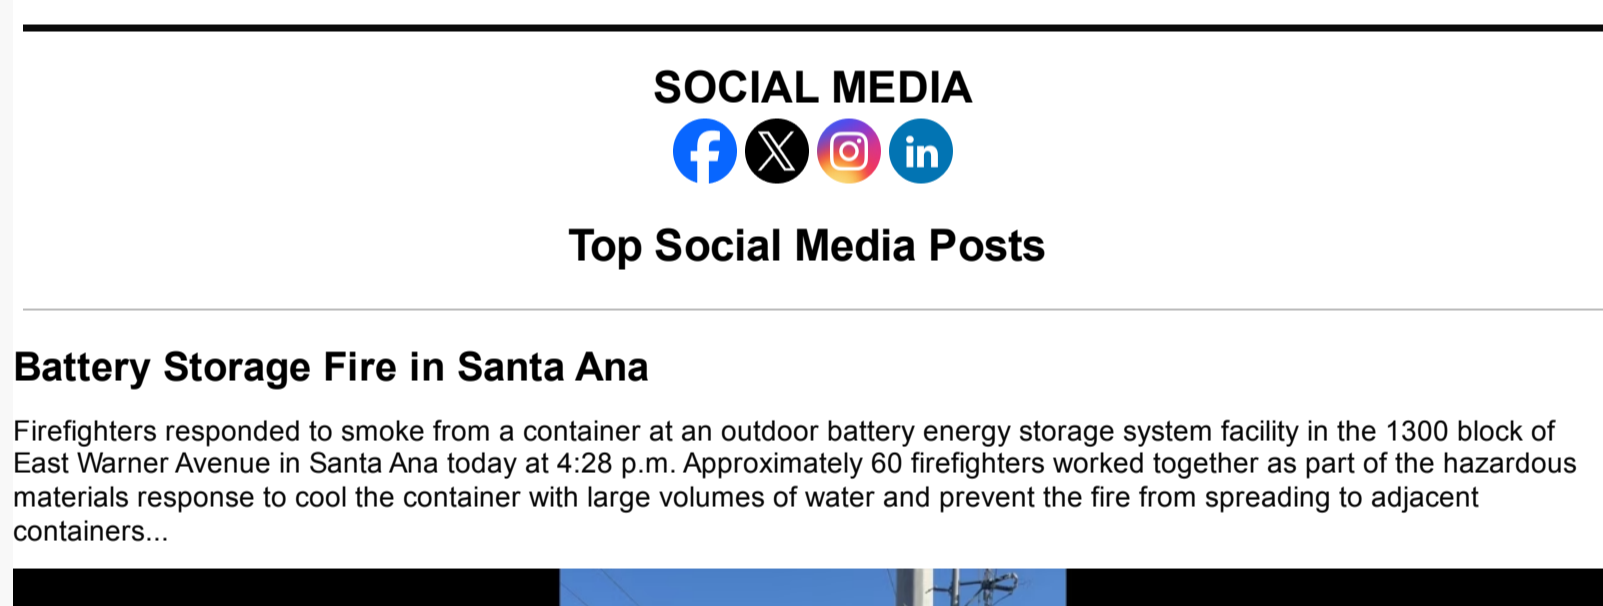 SOCIAL MEDIA
in
Top Social Media Posts
Battery Storage Fire in Santa Ana
Firefighters responded to smoke from a container at an outdoor battery energy storage system facility in the 1300 block of
East Warner Avenue in Santa Ana today at 4:28 p.m. Approximately 60 firefighters worked together as part of the hazardous
materials response to cool the container with large volumes of water and prevent the fire from spreading to adjacent
containers...